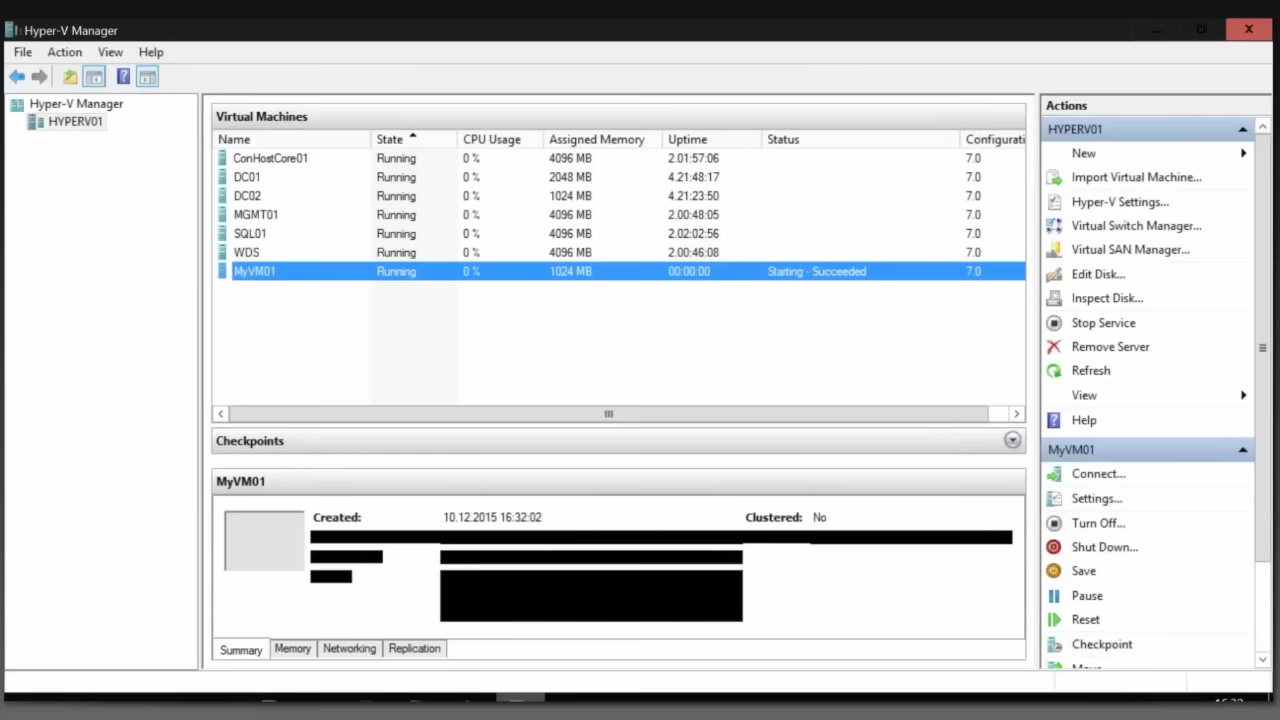 Hyper-V Manager
File Action View Help
Hyper-V Manager
HYPERV01
Virtual Machines
Name State CPU Usage Assigned Memory Uptime Status Configurati
ConHostCore01 Running 0 % 4096 MB 2.01:57:06 7.0
DC01 Running 0 % 2048 MB 4.21:48:17 7.0
DC02 Running 0 % 1024 MB 4.21:23:50 7.0
MGMT01 Running 0 % 4096 MB 2.00:48:05 7.0
SQL01 Running 0 % 4096 MB 2.02:02:56 7.0
WDS Running 0 % 4096 MB 2.00:46:08 7.0
MyVM01 Running 0 % 1024 MB 00:00:00 Starting - Succeeded 7.0
Checkpoints
MyVM01
Created: 10.12.2015 16:32:02 Clustered: No
Summary Memory Networking Replication
Actions
HYPERV01
New
Import Virtual Machine...
Hyper-V Settings...
Virtual Switch Manager...
Virtual SAN Manager...
Edit Disk...
Inspect Disk...
Stop Service
Remove Server
Refresh
View
Help
MyVM01
Connect...
Settings...
Turn Off...
Shut Down...
Save
Pause
Reset
Checkpoint